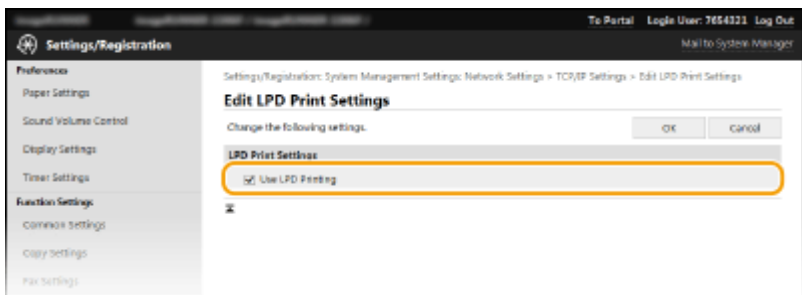 To Portal Login User: 7654321 Log Out
Settings/Registration
Mail to System Manager
Preferences
Paper Settings
Sound Volume Control
Display Settings
Timer Settings
Function Settings
Common Settings
Copy Settings
Fax Settings
Settings/Registration: System Management Settings: Network Settings > TCP/IP Settings > Edit LPD Print Settings
Edit LPD Print Settings
Change the following settings.
OK Cancel
LPD Print Settings
Use LPD Printing